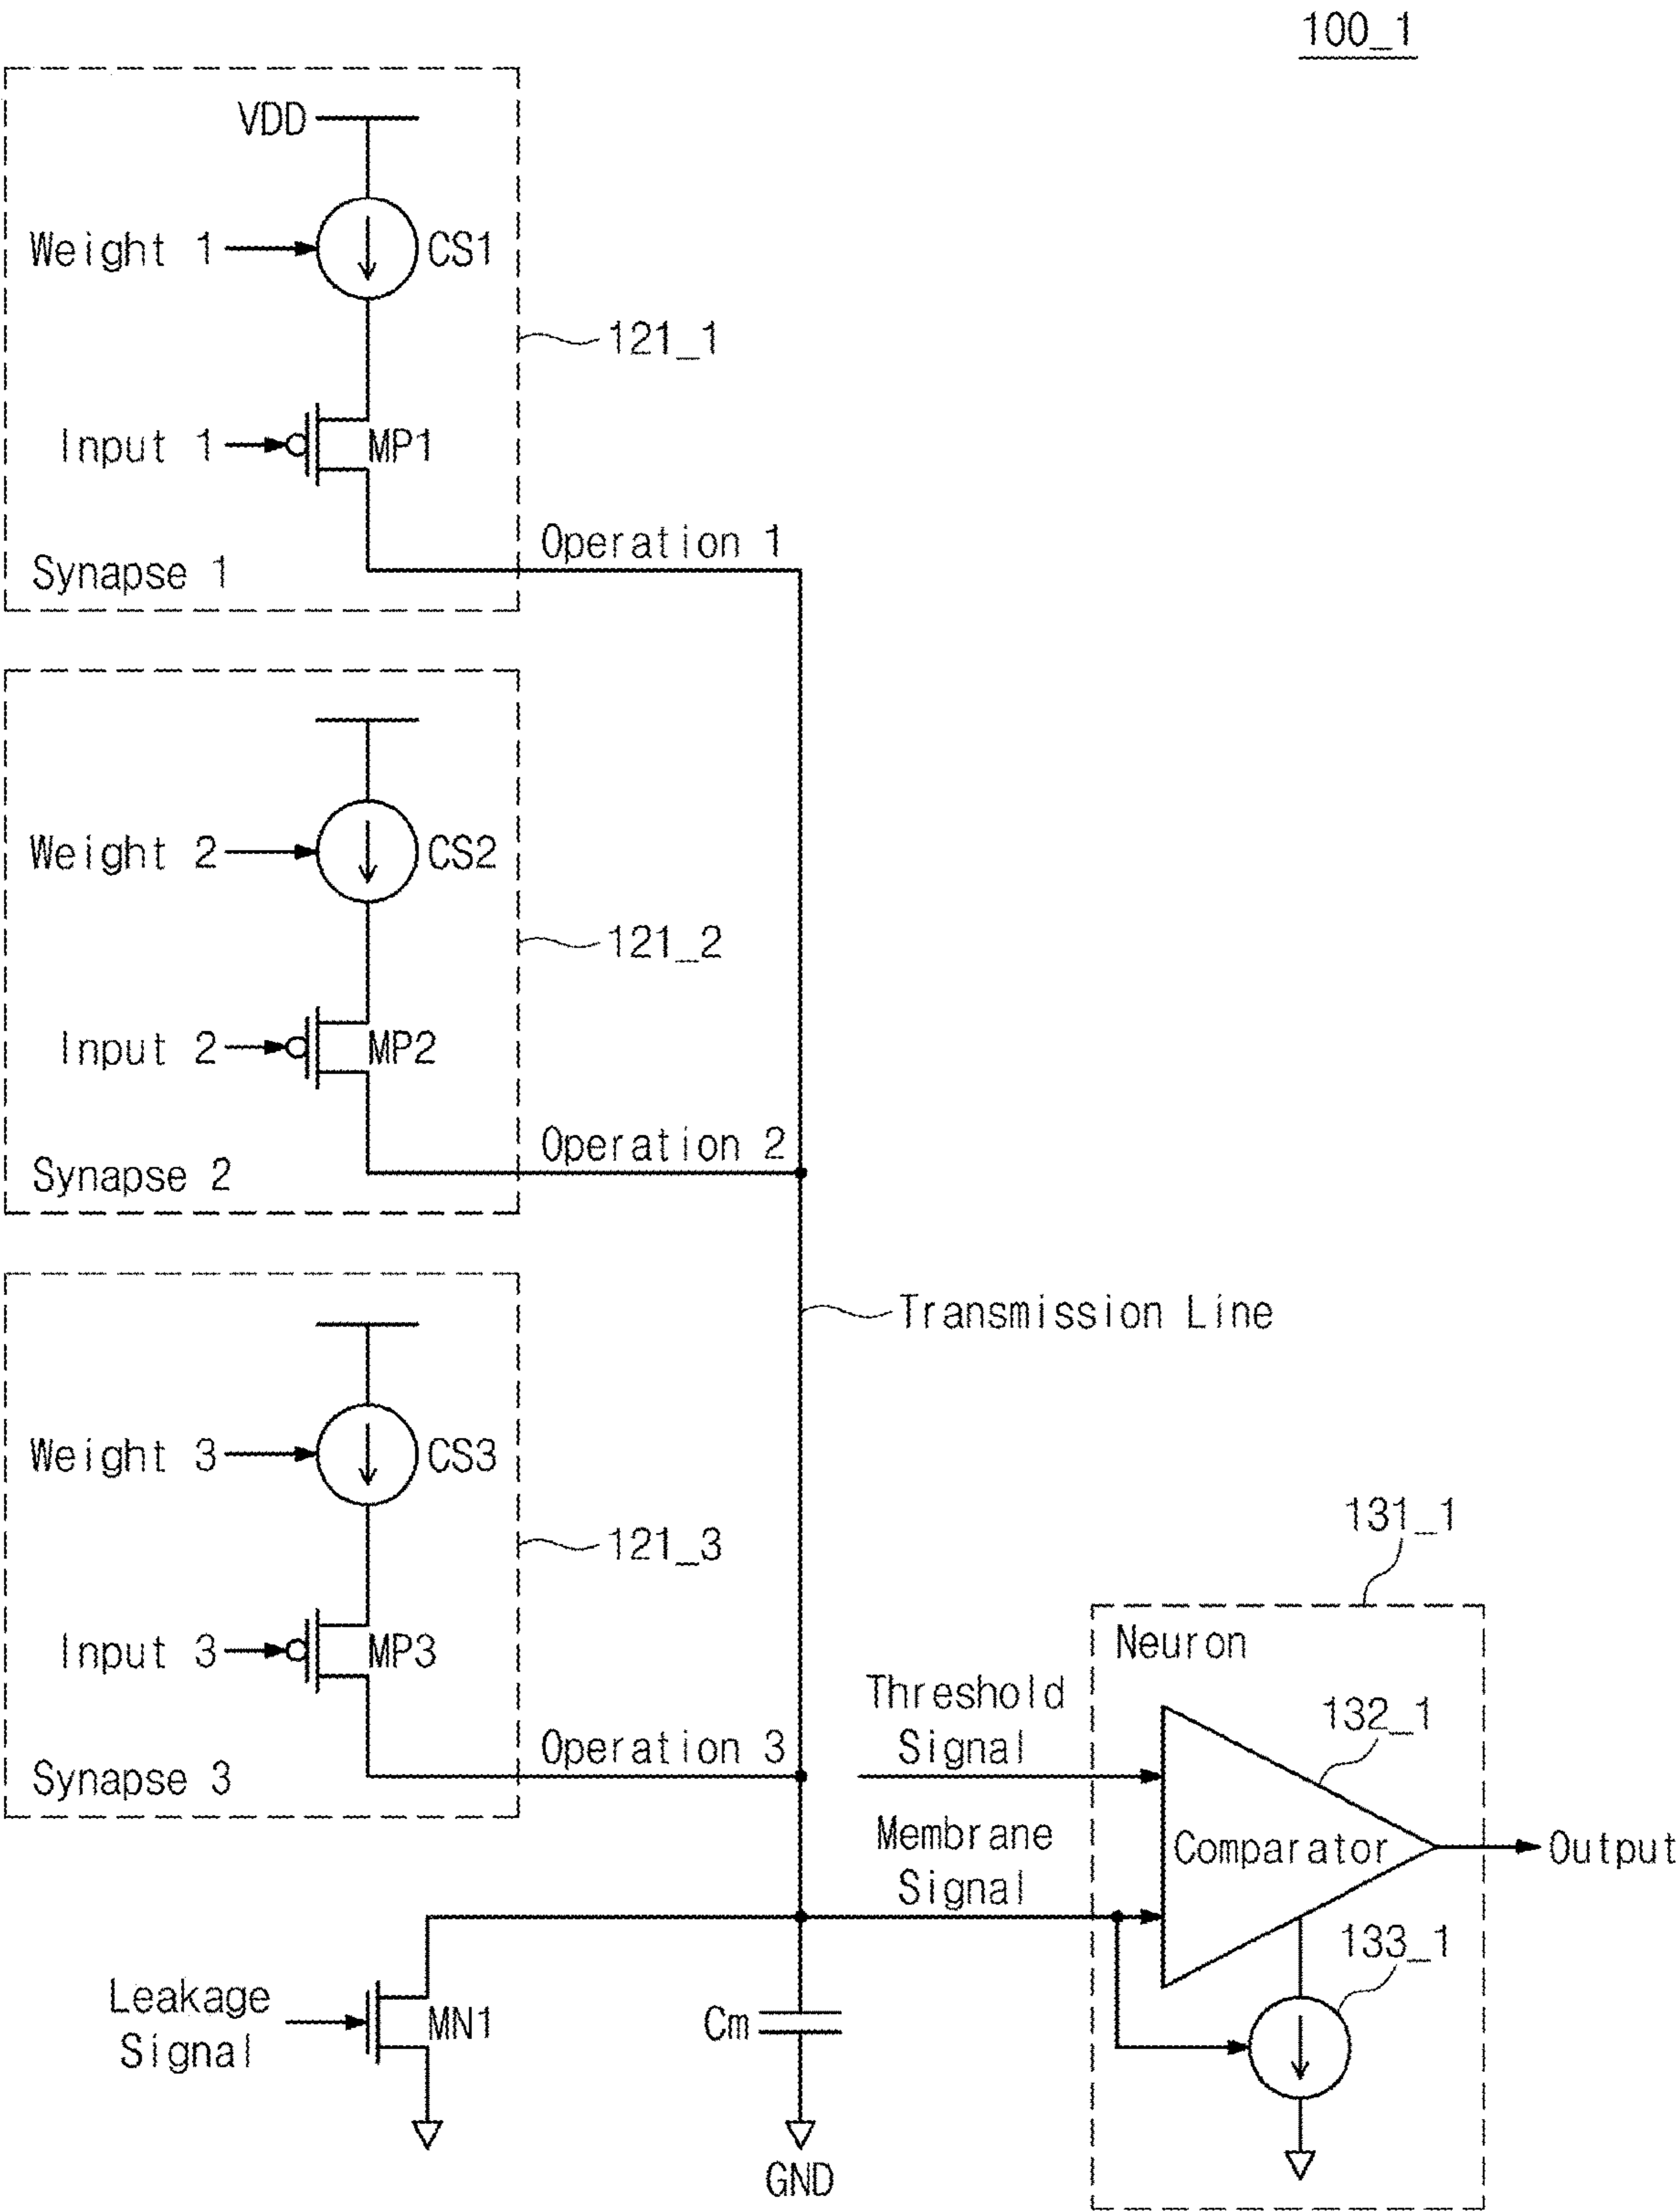 100_1
VDD
Weight 1
CS1
121_1
Input 1
MP1
Operation 1
Synapse 1
Weight 2
CS2
121_2
Input 2
MP2
Operation 2
Synapse 2
Transmission Line
Weight 3
CS3
121_3
Input 3
MP3
Operation 3
Synapse 3
131_1
Neuron
Threshold
Signal
132_1
Membrane
Signal
Comparator
Output
133_1
Leakage
Signal
MN1
Cm
GND